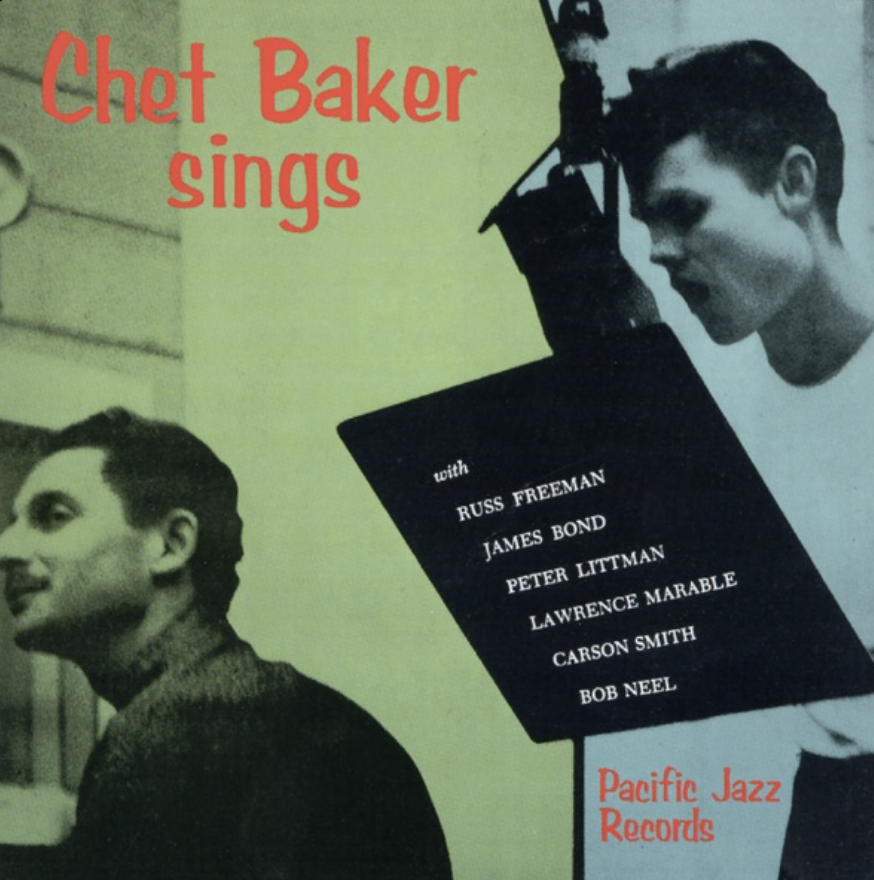 Chet Baker
sings
with
RUSS FREEMAN
JAMES BOND
PETER LITTMAN
LAWRENCE MARABLE
CARSON SMITH
BOB NEEL
Pacific Jazz
Records